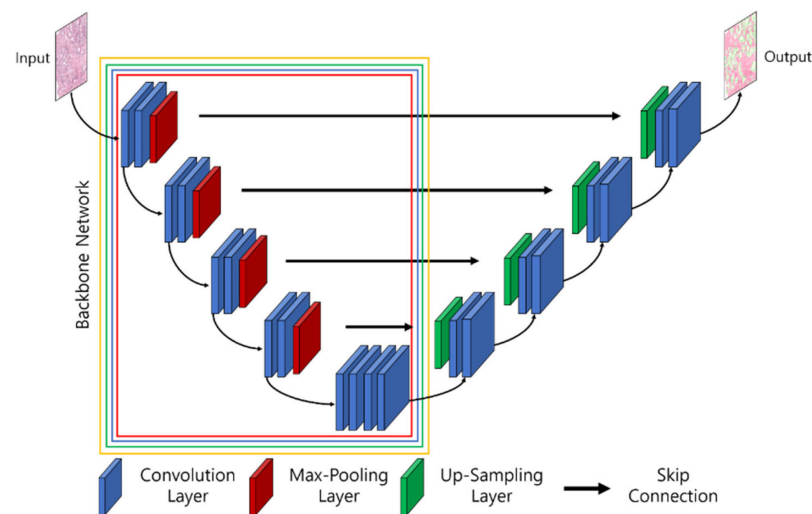 Input
Output
Backbone Network
Convolution
Layer
Max-Pooling
Layer
Up-Sampling
Layer
Skip
Connection